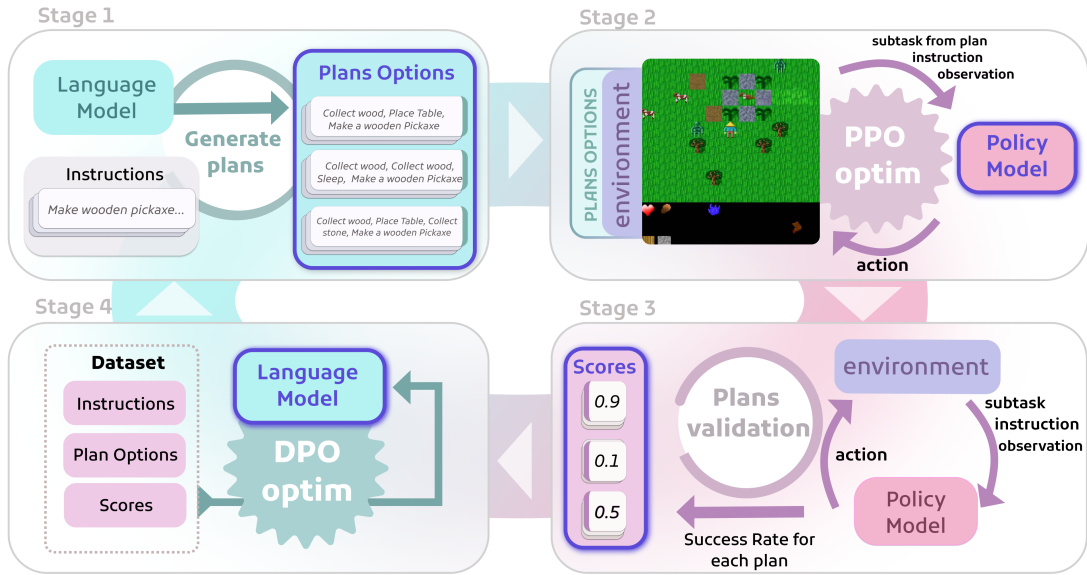 Stage 1
Language
Model
Generate
plans
Instructions
Make wooden pickaxe...
Plans Options
Collect wood, Place Table,
Make a wooden Pickaxe
Collect wood, Collect wood,
Sleep, Make a wooden Pickaxe
Collect wood, Place Table, Collect
stone, Make a wooden Pickaxe
Stage 2
PLANS OPTIONS
environment
subtask from plan
instruction
observation
PPO
optim
Policy
Model
action
Stage 3
Scores
0.9
0.1
0.5
Plans
validation
environment
subtask
instruction
observation
action
Policy
Model
Success Rate for
each plan
Stage 4
Dataset
Instructions
Plan Options
Scores
Language
Model
DPO
optim